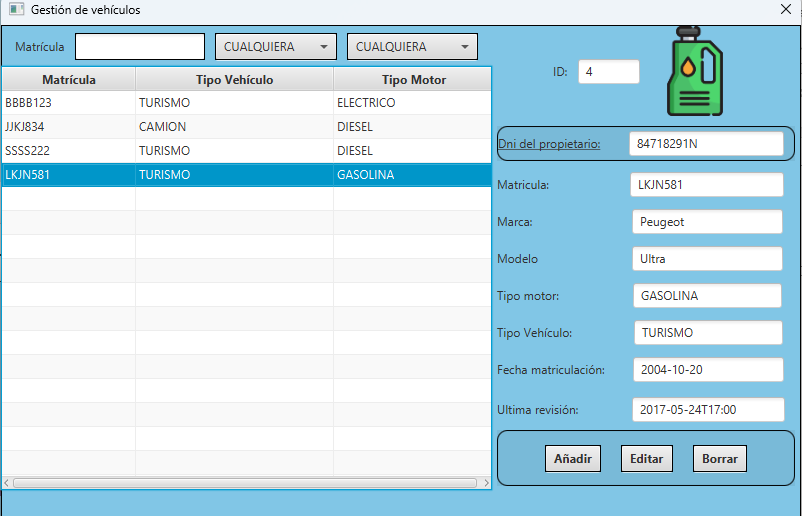 Gestión de vehículos
Matrícula CUALQUIERA CUALQUIERA
Matrícula Tipo Vehículo Tipo Motor
BBBB123 TURISMO ELECTRICO
JJKJ834 CAMION DIESEL
SSSS222 TURISMO DIESEL
LKJN581 TURISMO GASOLINA
ID: 4
Dni del propietario: 84718291N
Matricula: LKJN581
Marca: Peugeot
Modelo Ultra
Tipo motor: GASOLINA
Tipo Vehículo: TURISMO
Fecha matriculación: 2004-10-20
Ultima revisión: 2017-05-24T17:00
Añadir Editar Borrar